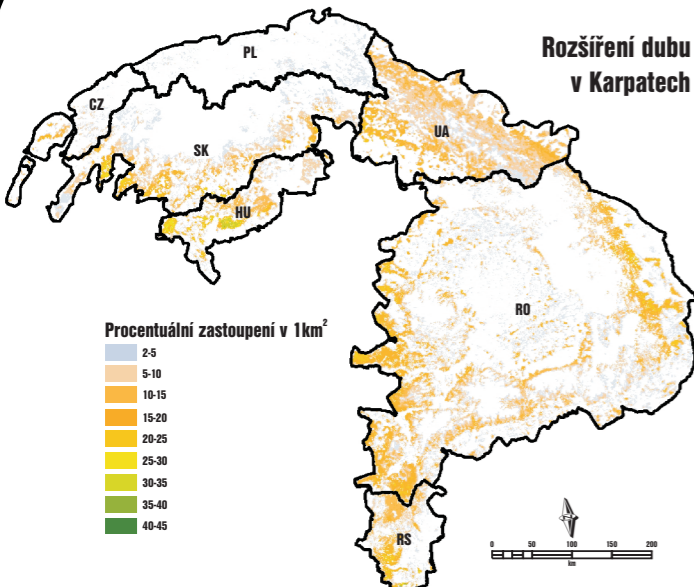 Rozšíření dubu
v Karpatech
PL
CZ
SK
UA
HU
RO
RS
Procentuální zastoupení v 1km²
2-5
5-10
10-15
15-20
20-25
25-30
30-35
35-40
40-45
0 50 100 150 200
km